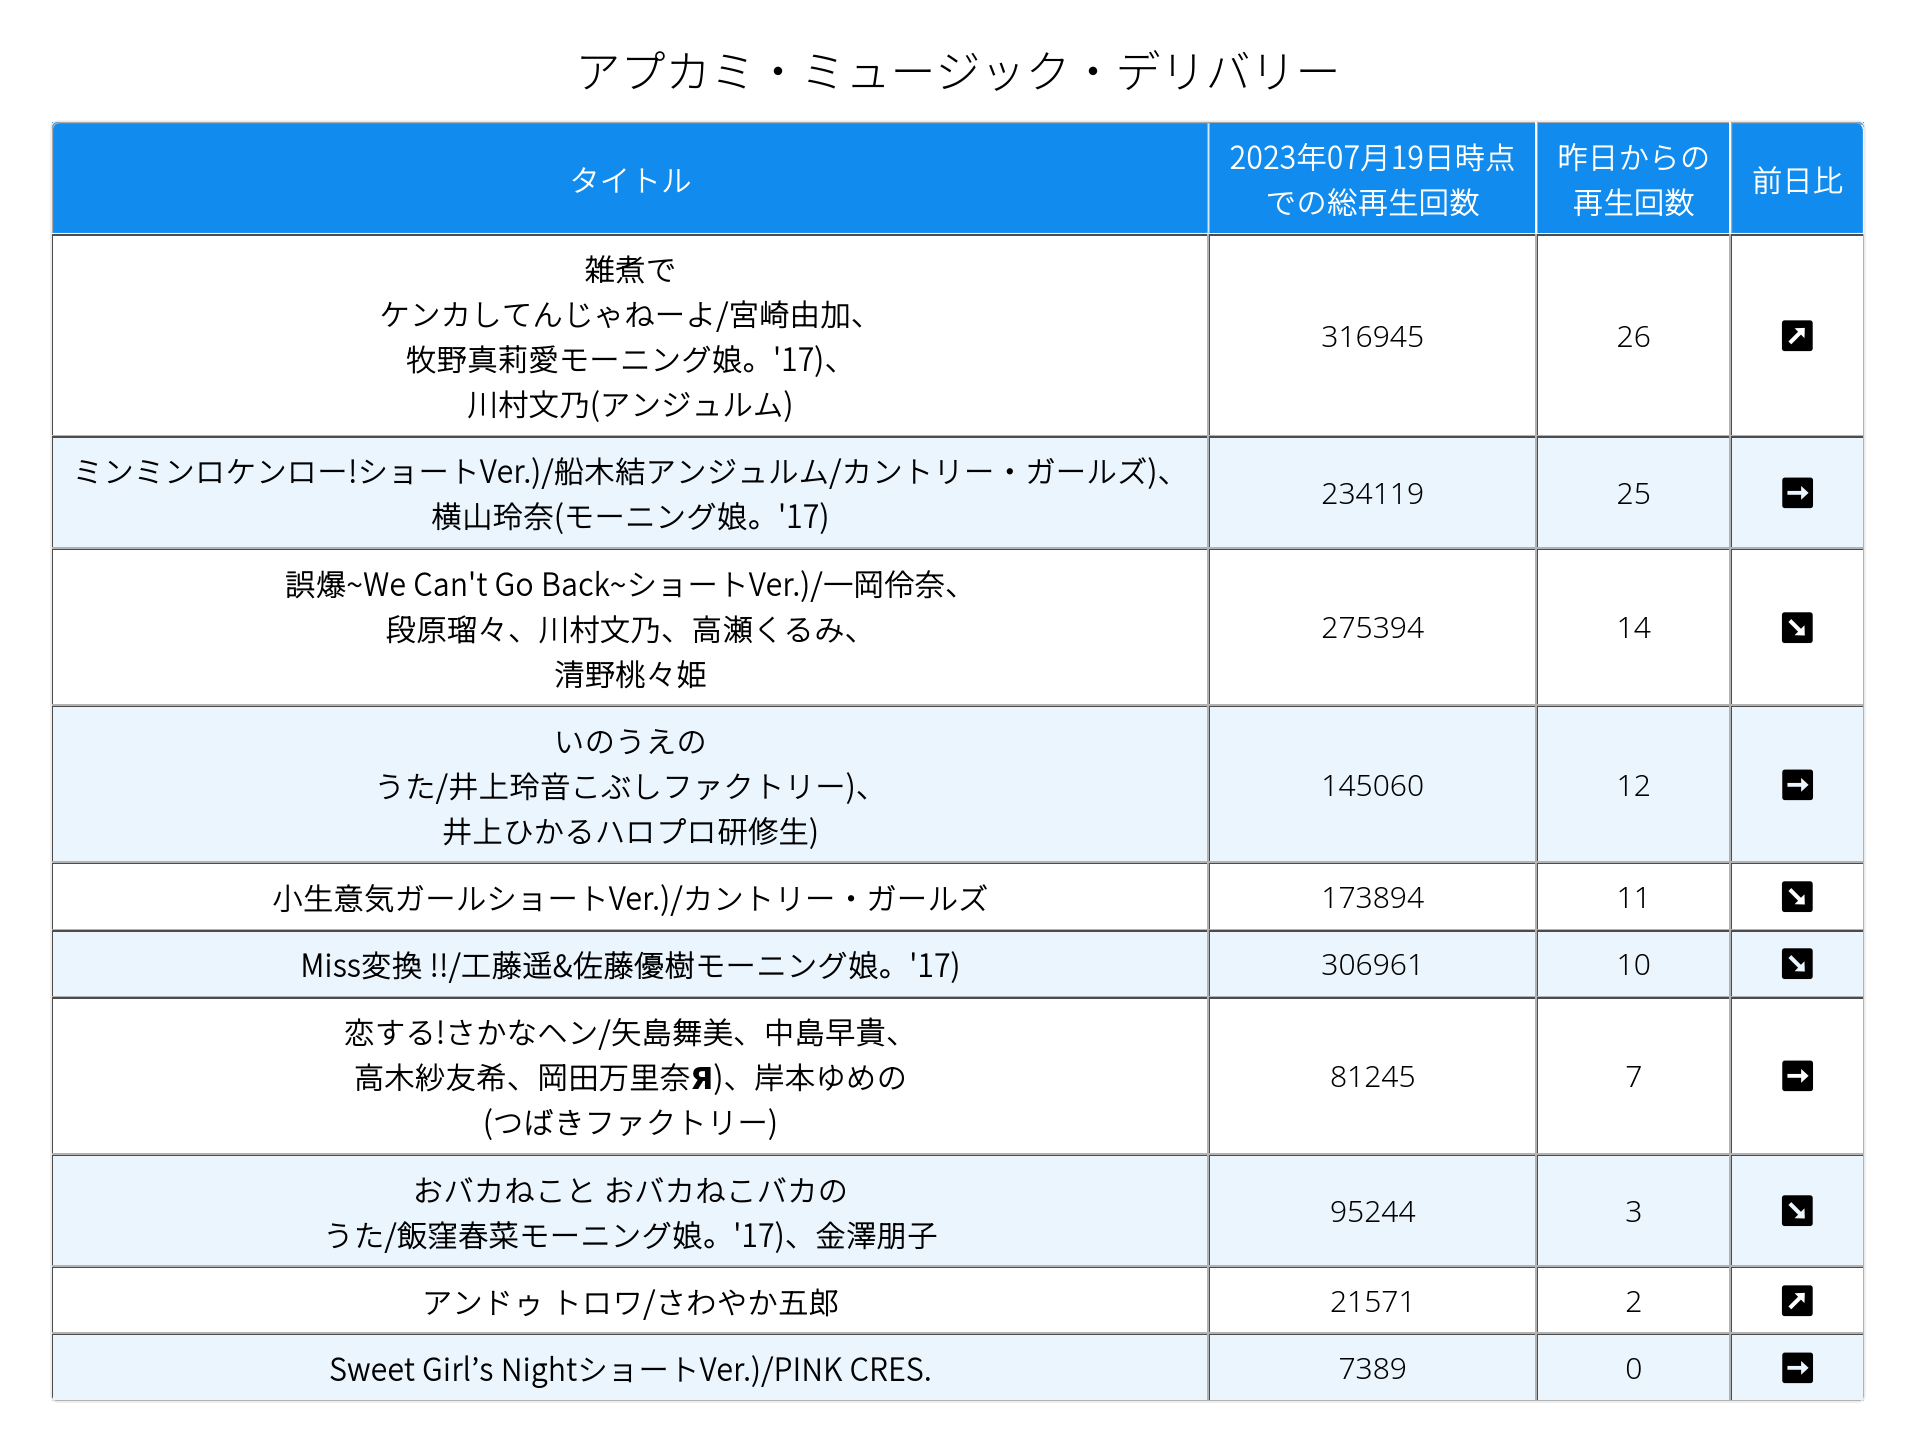 アプカミ・ミュージック・デリバリー
タイトル
2023年07月19日時点
での総再生回数
昨日からの
再生回数
前日比
雑煮で
ケンカしてんじゃねーよ/宮崎由加、
牧野真莉愛モーニング娘。'17)、
川村文乃(アンジュルム)
316945
26
ミンミンロケンロー!ショートVer.)/船木結アンジュルム/カントリー・ガールズ)、
横山玲奈(モーニング娘。'17)
234119
25
誤爆~We Can't Go Back~ショートVer.)/一岡伶奈、
段原瑠々、川村文乃、高瀬くるみ、
清野桃々姫
275394
14
いのうえの
うた/井上玲音こぶしファクトリー)、
井上ひかるハロプロ研修生)
145060
12
小生意気ガールショートVer.)/カントリー・ガールズ
173894
11
Miss変換 !!/工藤遥&佐藤優樹モーニング娘。'17)
306961
10
恋する!さかなヘン/矢島舞美、中島早貴、
高木紗友希、岡田万里奈Я)、岸本ゆめの
(つばきファクトリー)
81245
7
おバカねこと おバカねこバカの
うた/飯窪春菜モーニング娘。'17)、金澤朋子
95244
3
アンドゥ トロワ/さわやか五郎
21571
2
Sweet Girl’s NightショートVer.)/PINK CRES.
7389
0